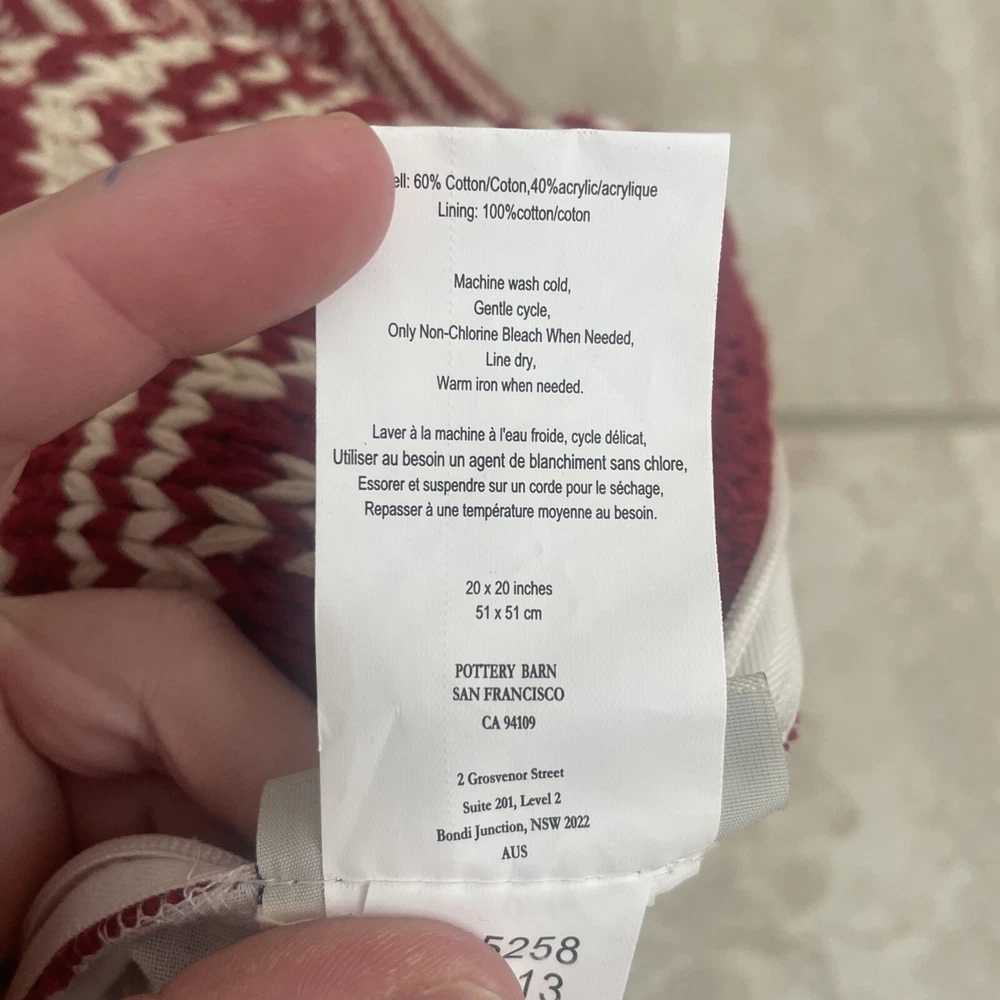 ell: 60% Cotton/Coton,40%acrylic/acrylique
Lining: 100%cotton/coton
Machine wash cold,
Gentle cycle,
Only Non-Chlorine Bleach When Needed,
Line dry,
Warm iron when needed.
Laver à la machine à l'eau froide, cycle délicat,
Utiliser au besoin un agent de blanchiment sans chlore,
Essorer et suspendre sur un corde pour le séchage,
Repasser à une température moyenne au besoin.
20 x 20 inches
51 x 51 cm
POTTERY BARN
SAN FRANCISCO
CA 94109
2 Grosvenor Street
Suite 201, Level 2
Bondi Junction, NSW 2022
AUS
5258
13